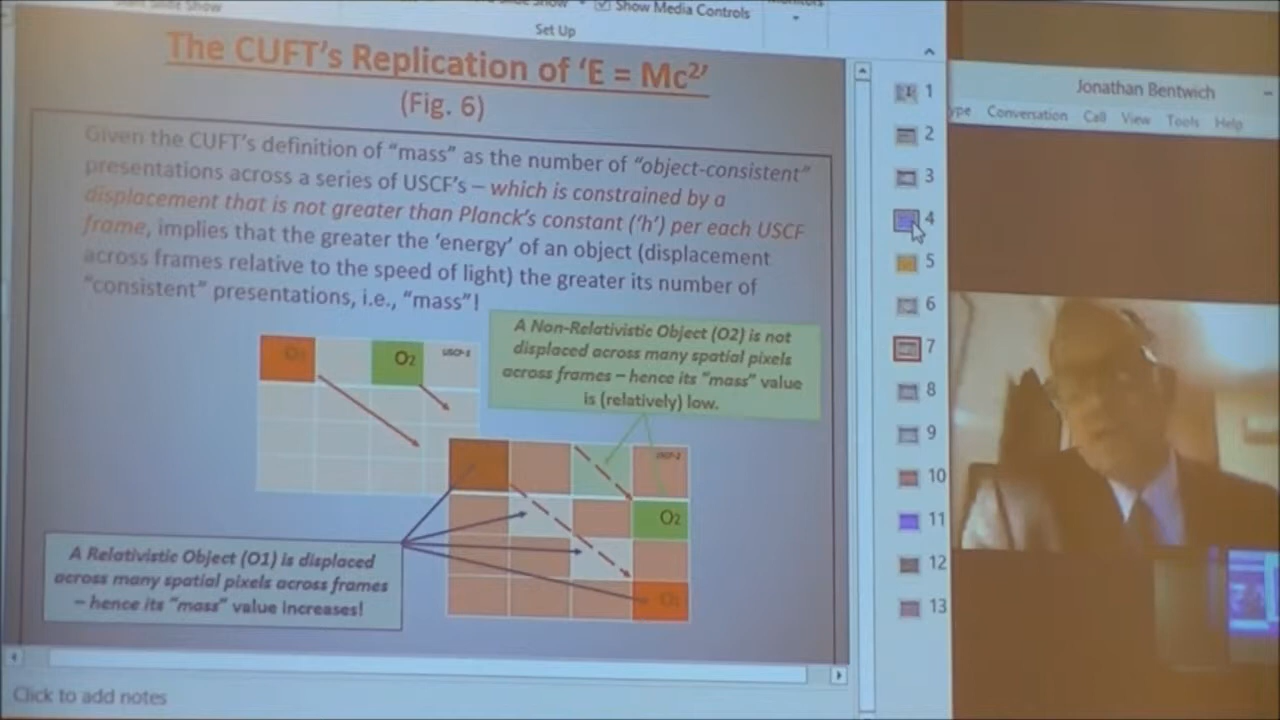 Show Media Controls
Set Up
The CUFT's Replication of 'E = Mc²'
(Fig. 6)
Given the CUFT's definition of "mass" as the number of "object-consistent"
presentations across a series of USCF's – which is constrained by a
displacement that is not greater than Planck's constant ('h') per each USCF
frame, implies that the greater the 'energy' of an object (displacement
across frames relative to the speed of light) the greater its number of
"consistent" presentations, i.e., "mass"!
A Non-Relativistic Object (O2) is not
displaced across many spatial pixels
across frames – hence its "mass" value
is (relatively) low.
O1
O2
O2
O1
A Relativistic Object (O1) is displaced
across many spatial pixels across frames
– hence its "mass" value increases!
Click to add notes
1
2
3
4
5
6
7
8
9
10
11
12
13
Jonathan Bentwich
Conversation Call View Tools Help